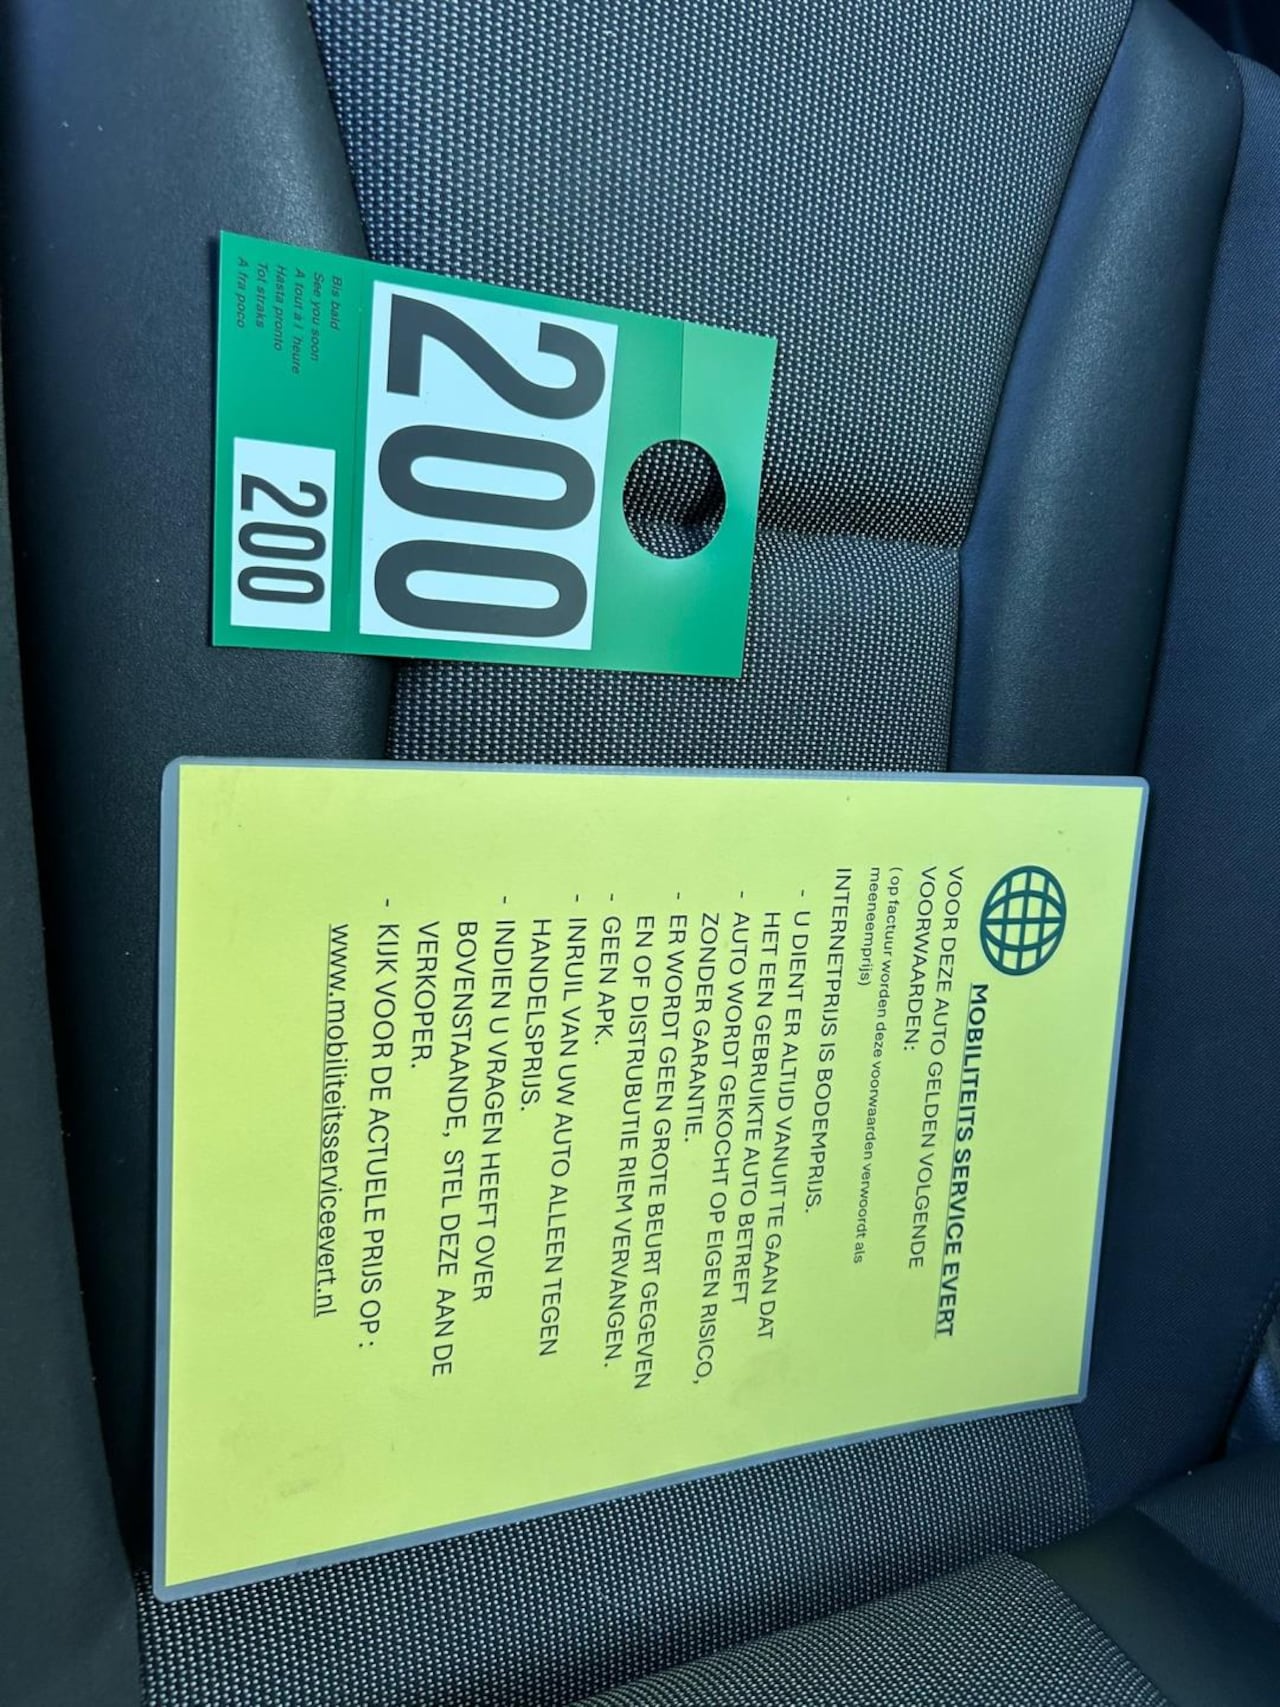 200
Bis bald
See you soon
A tout à l heure
Hasta pronto
Tot straks
A fra poco
200
MOBILITEITS SERVICE EVERT
VOOR DEZE AUTO GELDEN VOLGENDE
VOORWAARDEN:
( op factuur worden deze voorwaarden verwoordt als
meeneemprijs)
INTERNETPRIJS IS BODEMPRIJS.
- U DIENT ER ALTIJD VANUIT TE GAAN DAT
HET EEN GEBRUIKTE AUTO BETREFT
- AUTO WORDT GEKOCHT OP EIGEN RISICO,
ZONDER GARANTIE.
- ER WORDT GEEN GROTE BEURT GEGEVEN
EN OF DISTRUBUTIE RIEM VERVANGEN.
- GEEN APK.
- INRUIL VAN UW AUTO ALLEEN TEGEN
HANDELSPRIJS.
- INDIEN U VRAGEN HEEFT OVER
BOVENSTAANDE, STEL DEZE AAN DE
VERKOPER.
- KIJK VOOR DE ACTUELE PRIJS OP :
www.mobiliteitsserviceevert.nl